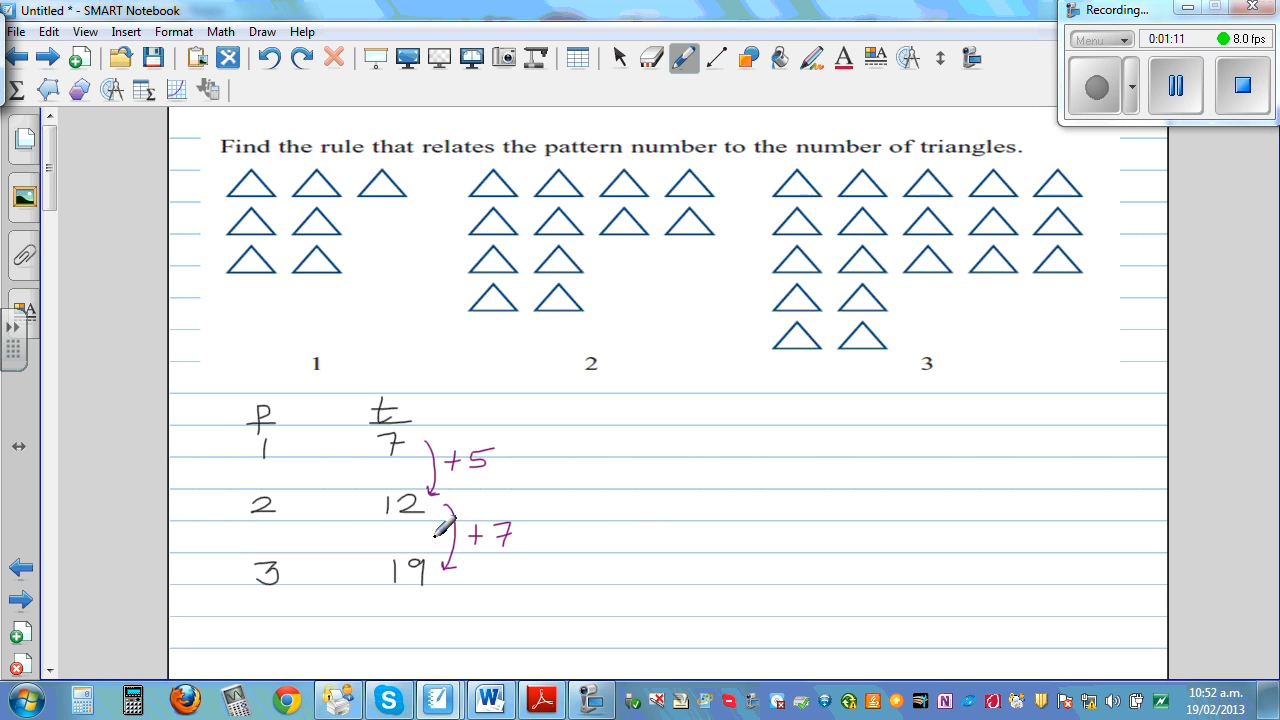 Untitled * - SMART Notebook
Recording...
File Edit View Insert Format Math Draw Help
Menu
0:01:11
8.0 fps
Find the rule that relates the pattern number to the number of triangles.
1 2 3
p t
1 7
+5
2 12
+7
3 19
10:52 a.m.
19/02/2013